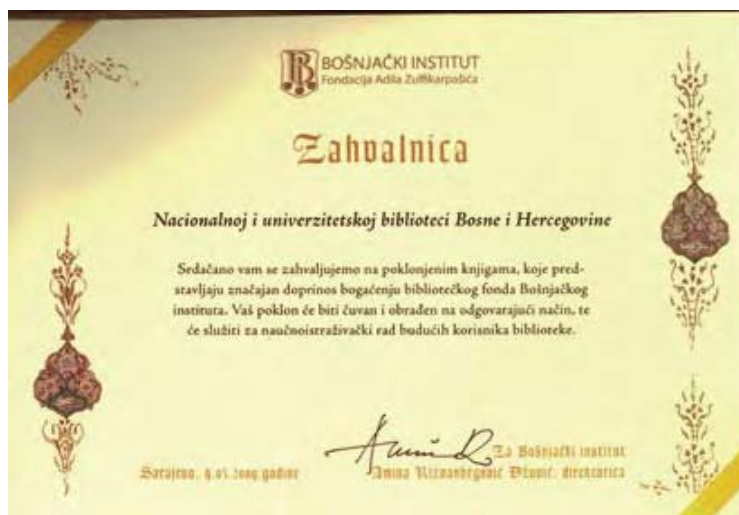 BOŠNJAČKI INSTITUT
Fondacija Adila Zulfikarpašića
Zahvalnica
Nacionalnoj i univerzitetskoj biblioteci Bosne i Hercegovine
Srdačano vam se zahvaljujemo na poklonjenim knjigama, koje pred-
stavljaju značajan doprinos bogaćenju bibliotečkog fonda Bošnjačkog
instituta. Vaš poklon će biti čuvan i obrađen na odgovarajući način, te
će služiti za naučnoistraživački rad budućih korisnika biblioteke.
Za Bošnjački institut
Sarajevo, godine
Amina Rizvanbegović Džuvić, direktorica